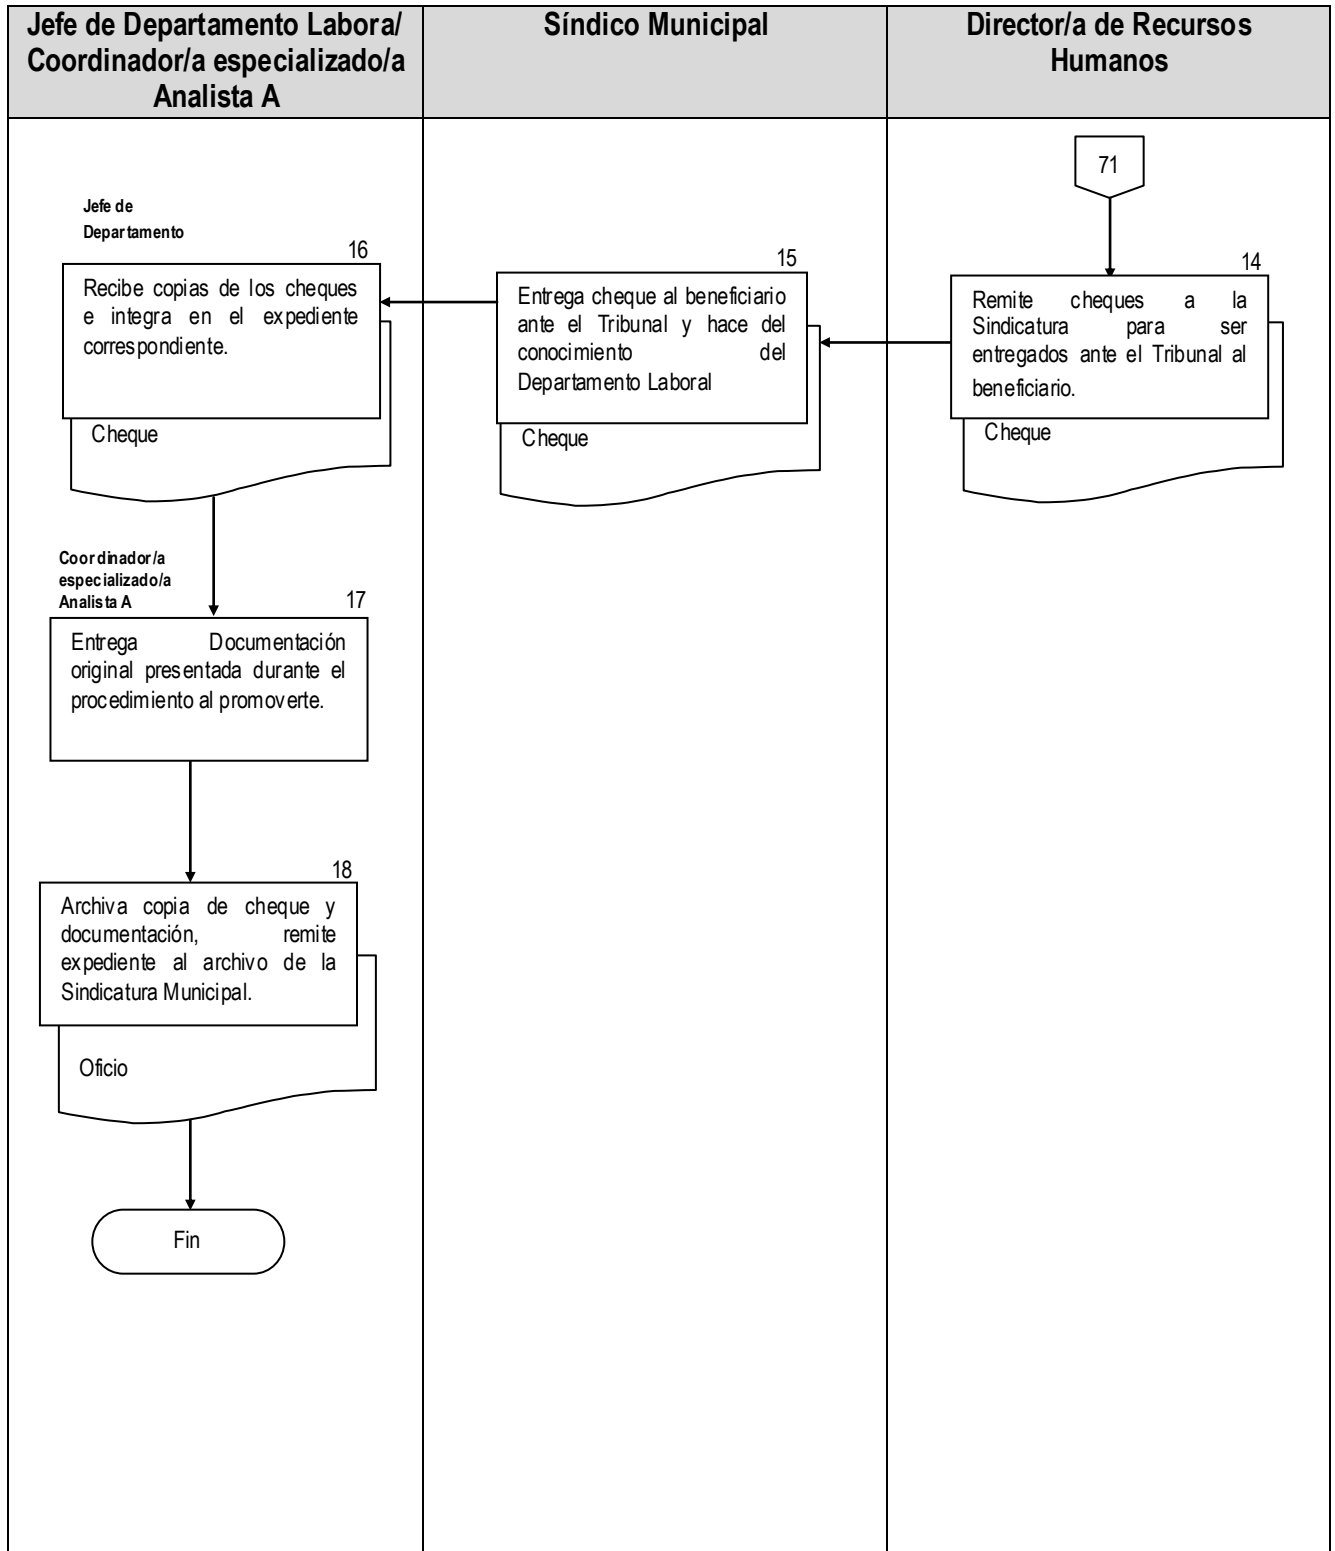 Jefe de Departamento Labora/
Coordinador/a especializado/a
Analista A
Síndico Municipal
Director/a de Recursos
Humanos
71
14
Remite cheques a la
Sindicatura para ser
entregados ante el Tribunal al
beneficiario.
Cheque
15
Entrega cheque al beneficiario
ante el Tribunal y hace del
conocimiento del
Departamento Laboral
Cheque
Jefe de
Departamento
16
Recibe copias de los cheques
e integra en el expediente
correspondiente.
Cheque
Coordinador/a
especializado/a
Analista A
17
Entrega Documentación
original presentada durante el
procedimiento al promoverte.
18
Archiva copia de cheque y
documentación, remite
expediente al archivo de la
Sindicatura Municipal.
Oficio
Fin